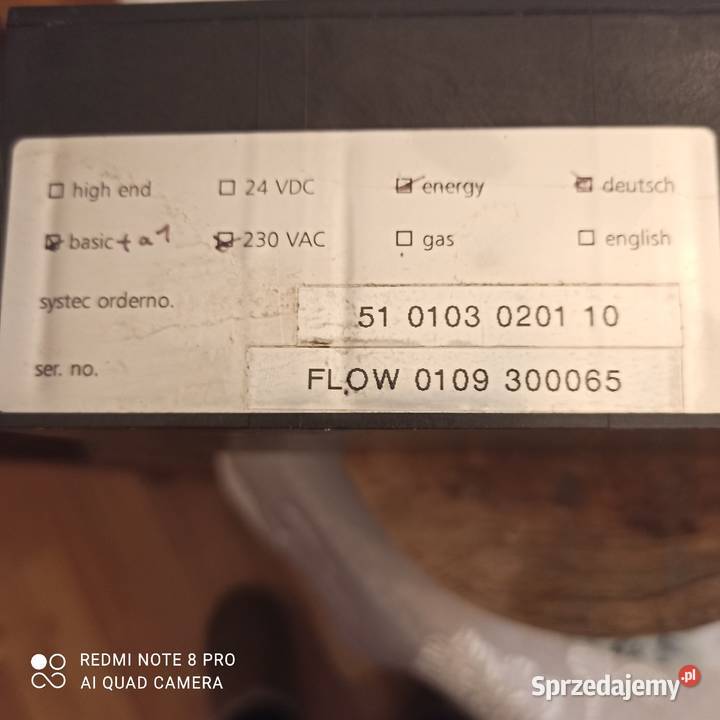 ☐ high end ☐ 24 VDC ☑ energy ☑ deutsch
☑ basic + a1 ☑ 230 VAC ☐ gas ☐ english
systec orderno. 51 0103 0201 10
ser. no. FLOW 0109 300065
REDMI NOTE 8 PRO
AI QUAD CAMERA
Sprzedajemy.pl